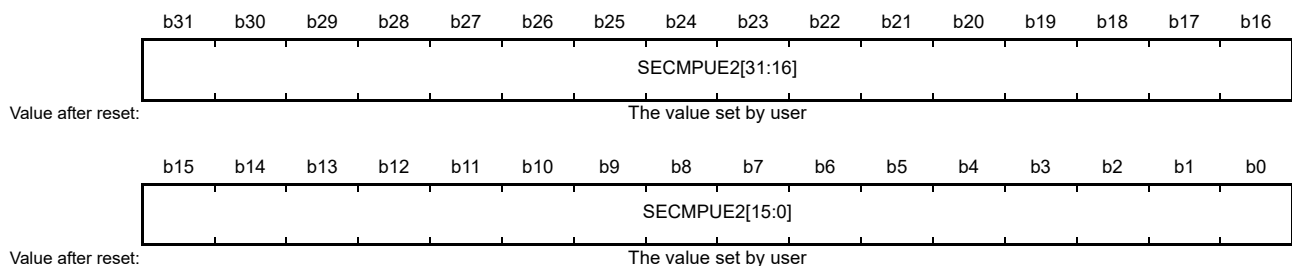 b31 b30 b29 b28 b27 b26 b25 b24 b23 b22 b21 b20 b19 b18 b17 b16
SECMPUE2[31:16]
Value after reset: The value set by user
b15 b14 b13 b12 b11 b10 b9 b8 b7 b6 b5 b4 b3 b2 b1 b0
SECMPUE2[15:0]
Value after reset: The value set by user